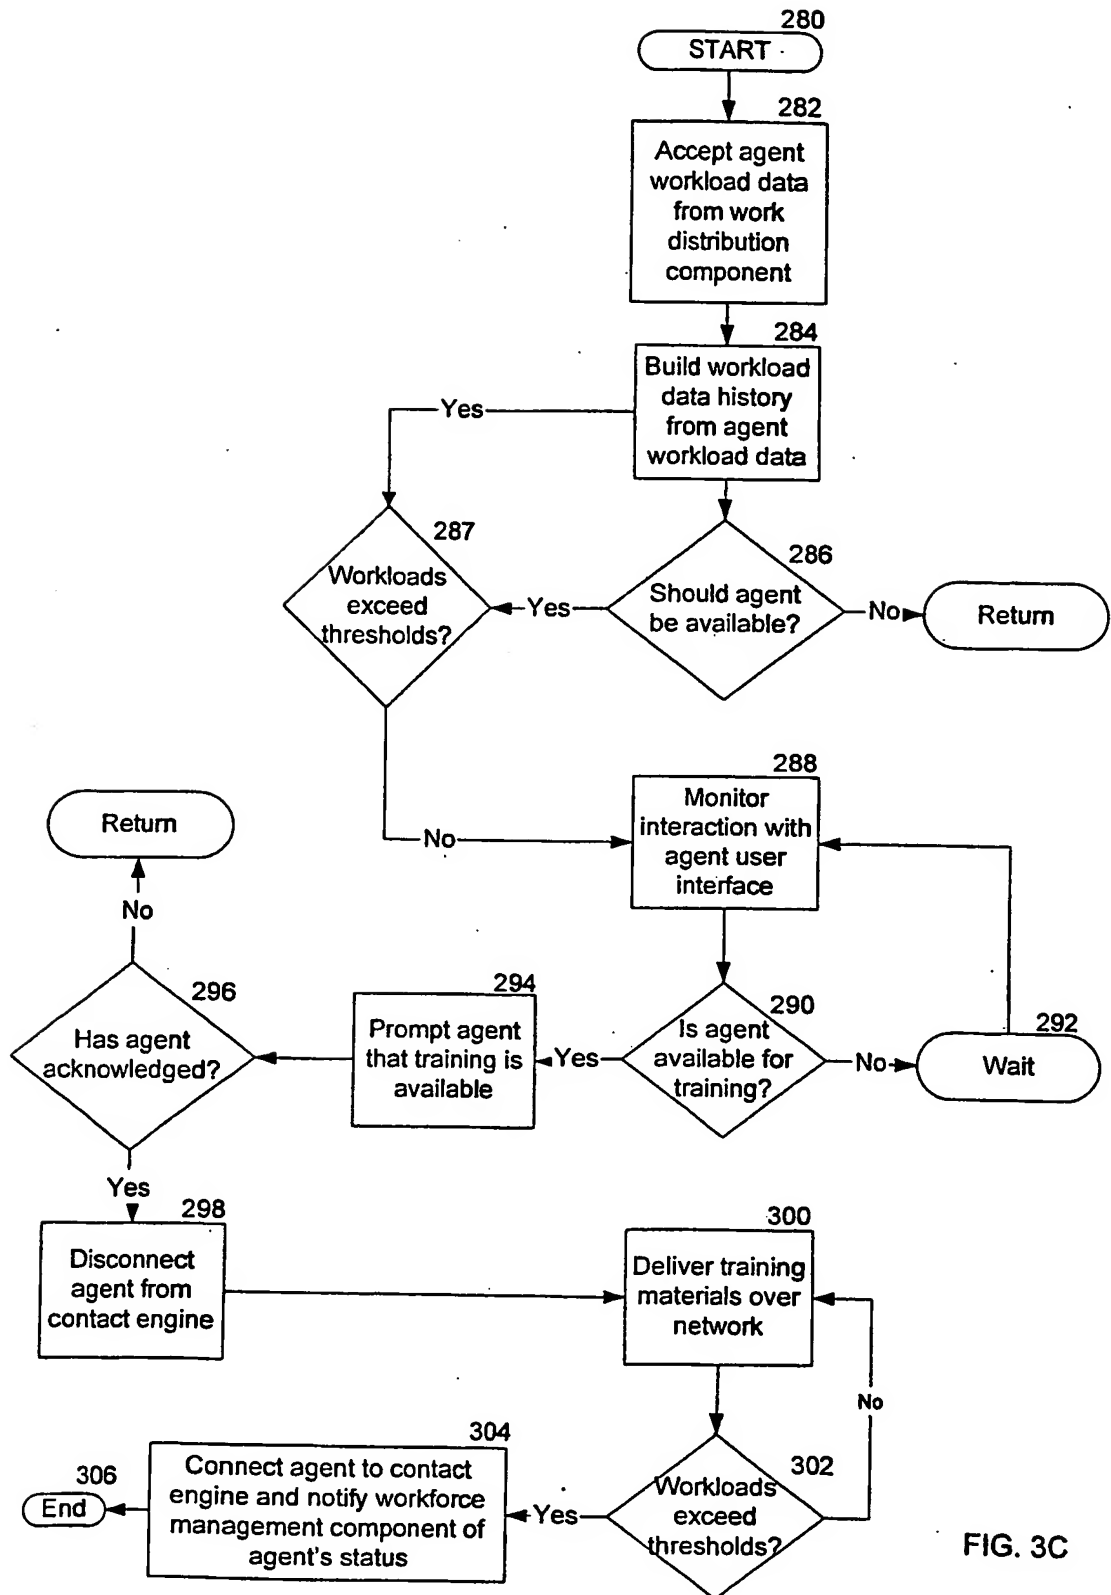 280
START
282
Accept agent
workload data
from work
distribution
component
284
Build workload
data history
from agent
workload data
Yes
287
Workloads
exceed
thresholds?
Yes
286
Should agent
be available?
No
Return
288
Monitor
interaction with
agent user
interface
No
Return
No
296
Has agent
acknowledged?
294
Prompt agent
that training is
available
Yes
290
Is agent
available for
training?
No
292
Wait
Yes
298
Disconnect
agent from
contact engine
300
Deliver training
materials over
network
No
302
Workloads
exceed
thresholds?
Yes
304
Connect agent to contact
engine and notify workforce
management component of
agent's status
306
End
FIG. 3C